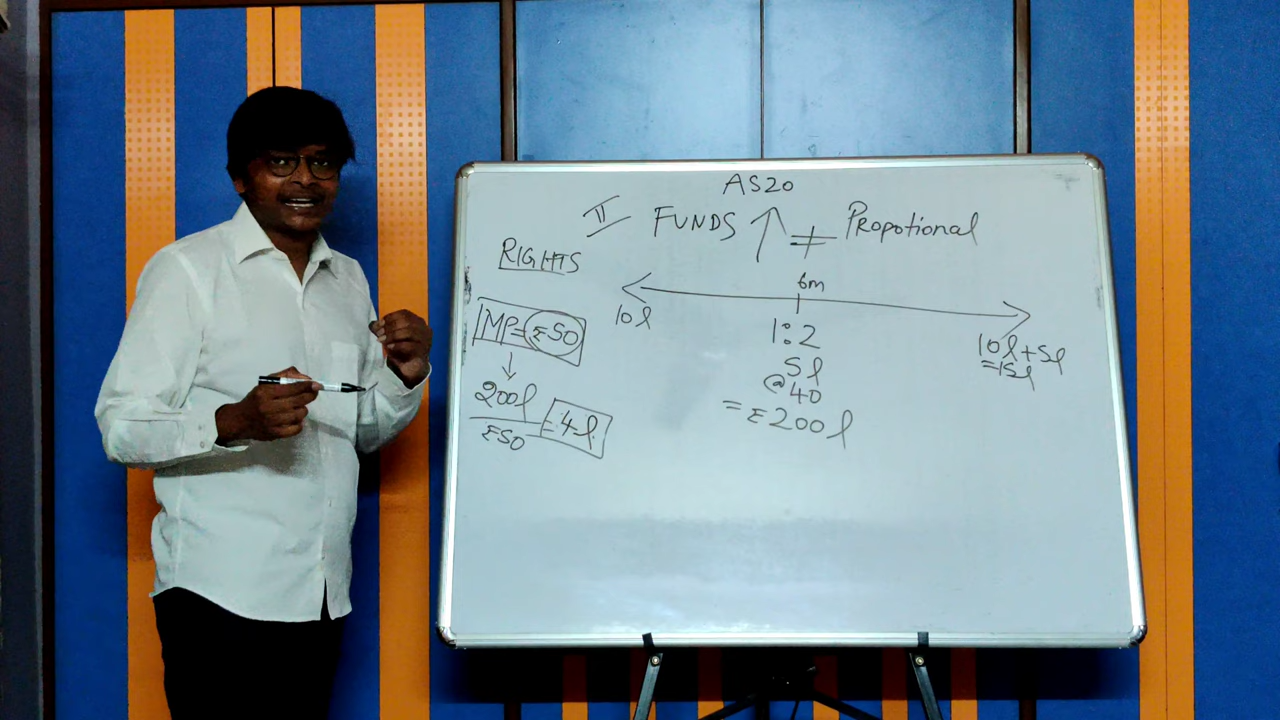 AS20
II FUNDS ↑ ≠ Propotional
RIGHTS
6m
10l
1:2
10l+5l
=15l
MP=₹50
5l
@40
=₹200l
↓
200l
₹50
=4l